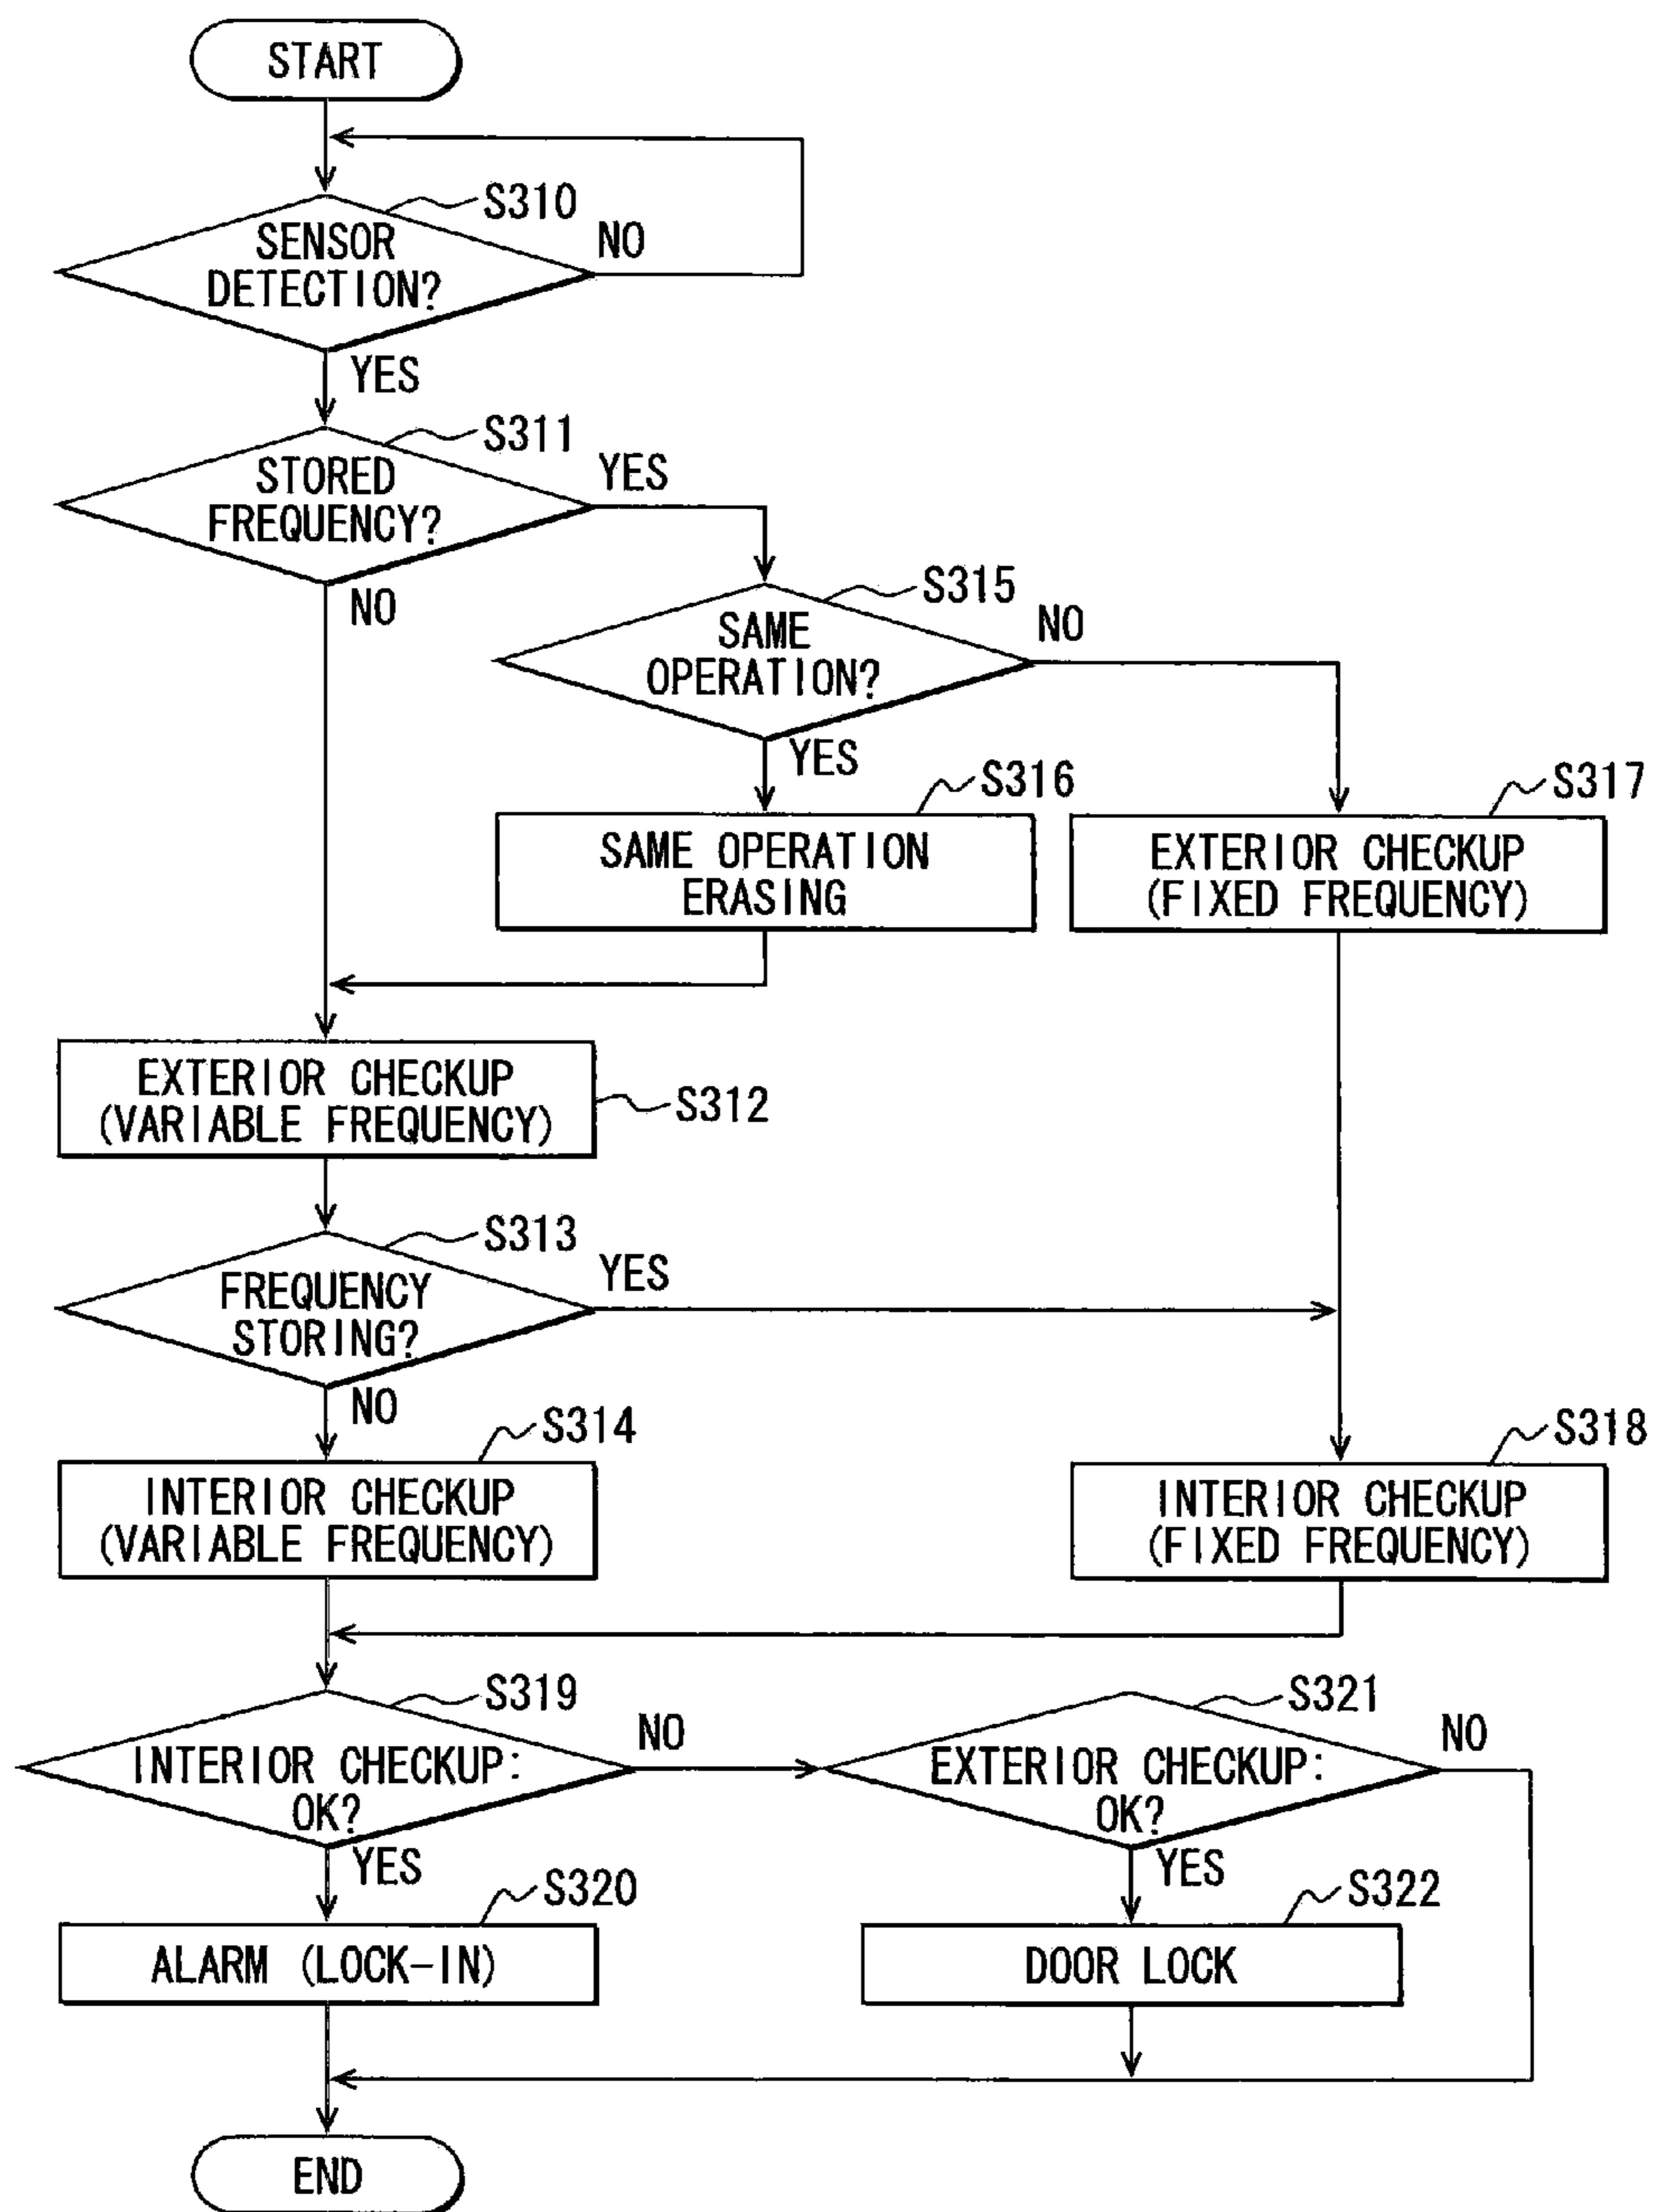 START
S310
SENSOR
DETECTION?
NO
YES
S311
STORED
FREQUENCY?
YES
NO
S315
SAME
OPERATION?
NO
YES
S316
SAME OPERATION
ERASING
S317
EXTERIOR CHECKUP
(FIXED FREQUENCY)
EXTERIOR CHECKUP
(VARIABLE FREQUENCY)
S312
S313
FREQUENCY
STORING?
YES
NO
S314
INTERIOR CHECKUP
(VARIABLE FREQUENCY)
S318
INTERIOR CHECKUP
(FIXED FREQUENCY)
S319
INTERIOR CHECKUP:
OK?
NO
YES
S321
EXTERIOR CHECKUP:
OK?
NO
YES
S320
ALARM (LOCK-IN)
S322
DOOR LOCK
END